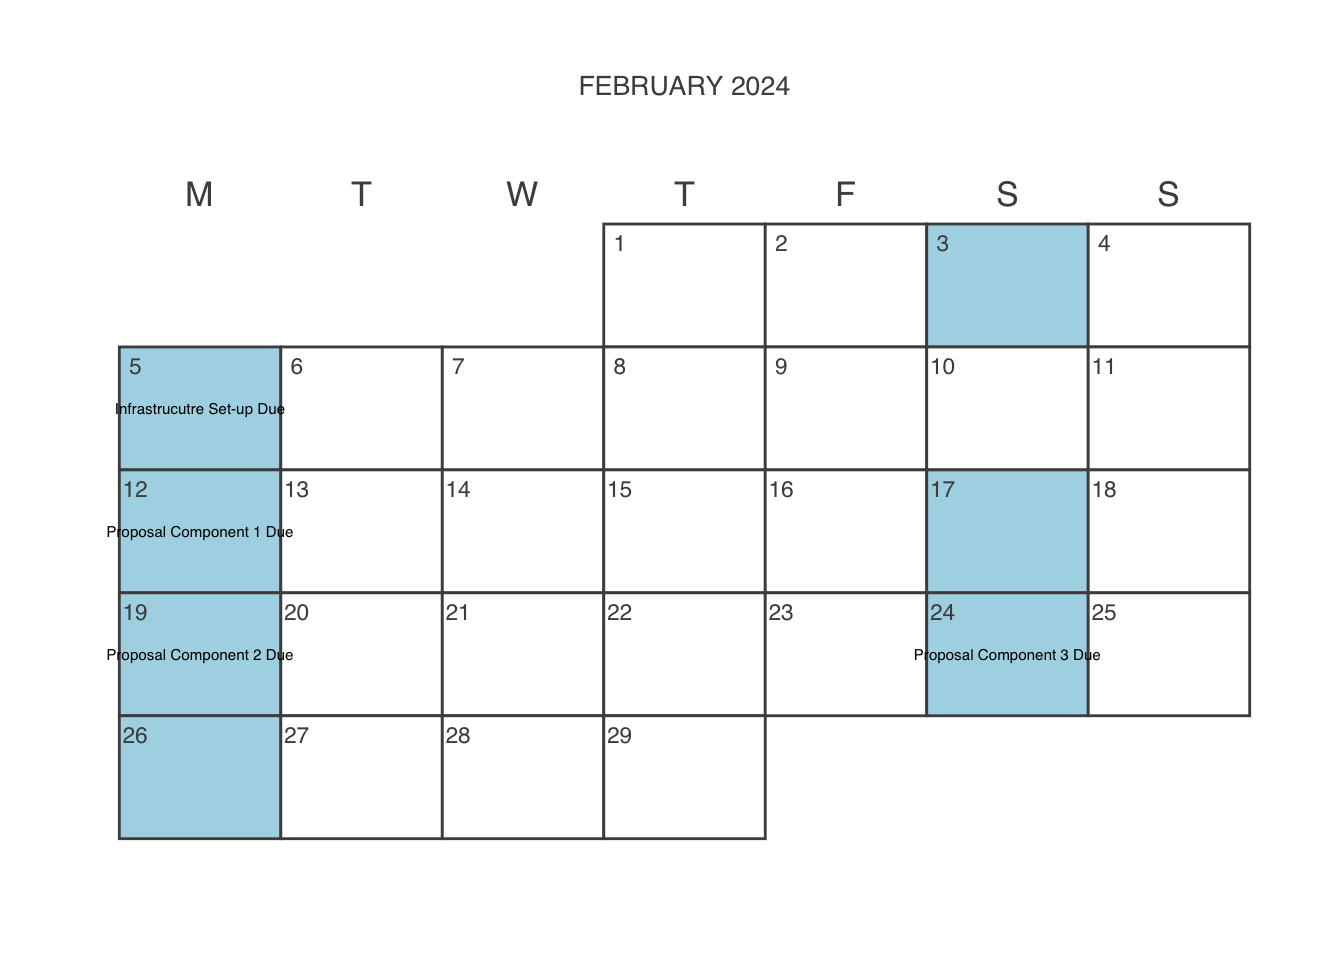 FEBRUARY 2024
M T W T F S S
1 2 3 4
5 6 7 8 9 10 11
Infrastrucutre Set-up Due
12 13 14 15 16 17 18
Proposal Component 1 Due
19 20 21 22 23 24 25
Proposal Component 2 Due Proposal Component 3 Due
26 27 28 29